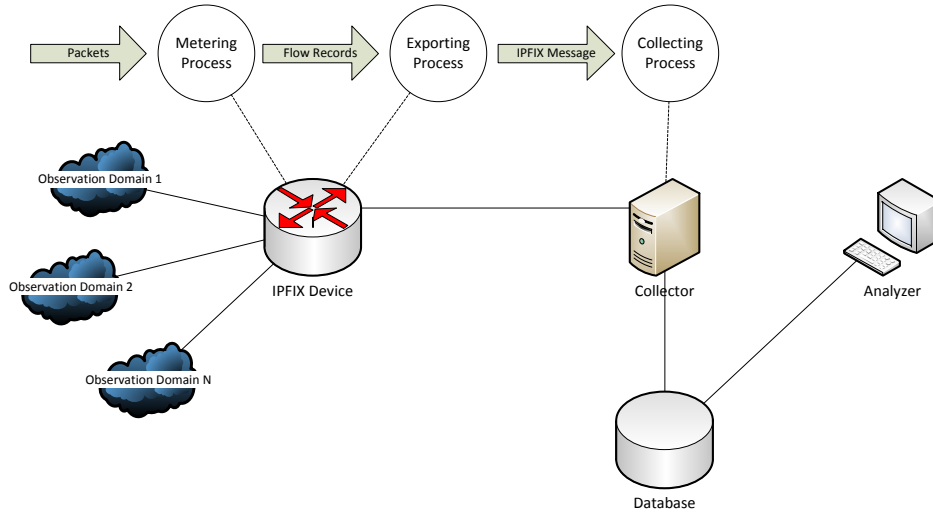 Packets
Metering
Process
Flow Records
Exporting
Process
IPFIX Message
Collecting
Process
Observation Domain 1
Observation Domain 2
Observation Domain N
IPFIX Device
Collector
Analyzer
Database